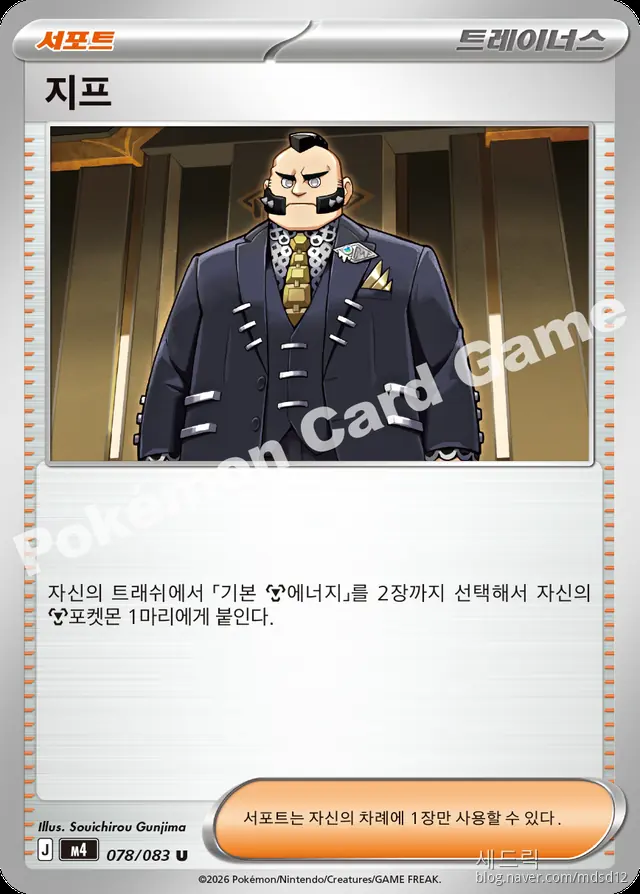 서포트
트레이너스
지프
Pokémon Card Game
자신의 트래쉬에서 「기본 에너지」를 2장까지 선택해서 자신의
포켓몬 1마리에게 붙인다.
서포트는 자신의 차례에 1장만 사용할 수 있다.
Illus. Souichirou Gunjima
J M4 078/083 U
©2026 Pokémon/Nintendo/Creatures/GAME FREAK.
세드릭
blog.naver.com/mdsd12